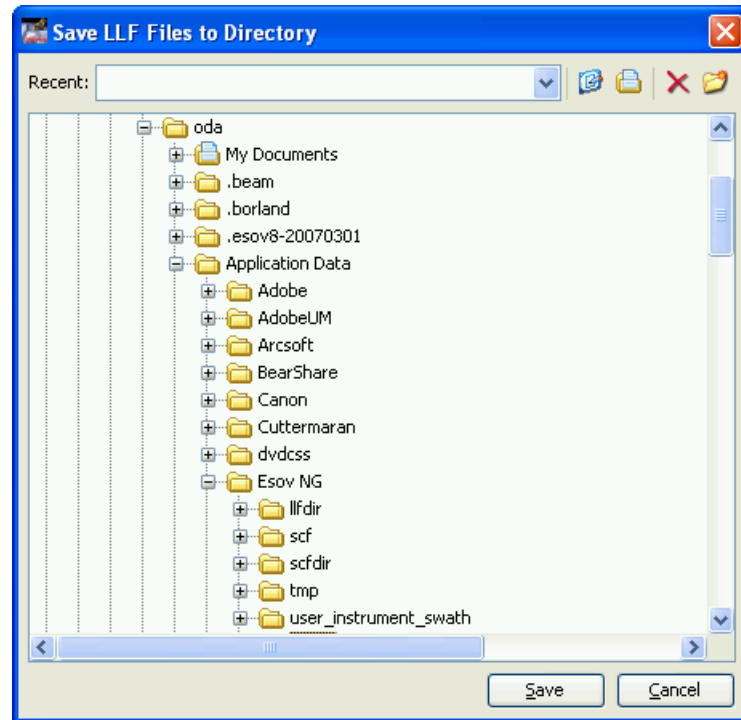 Save LLF Files to Directory
Recent:
oda
My Documents
.beam
.borland
.esov8-20070301
Application Data
Adobe
AdobeUM
Arcsoft
BearShare
Canon
Cuttermaran
dvdcss
Esov NG
llfdir
scf
scfdir
tmp
user_instrument_swath
Save Cancel